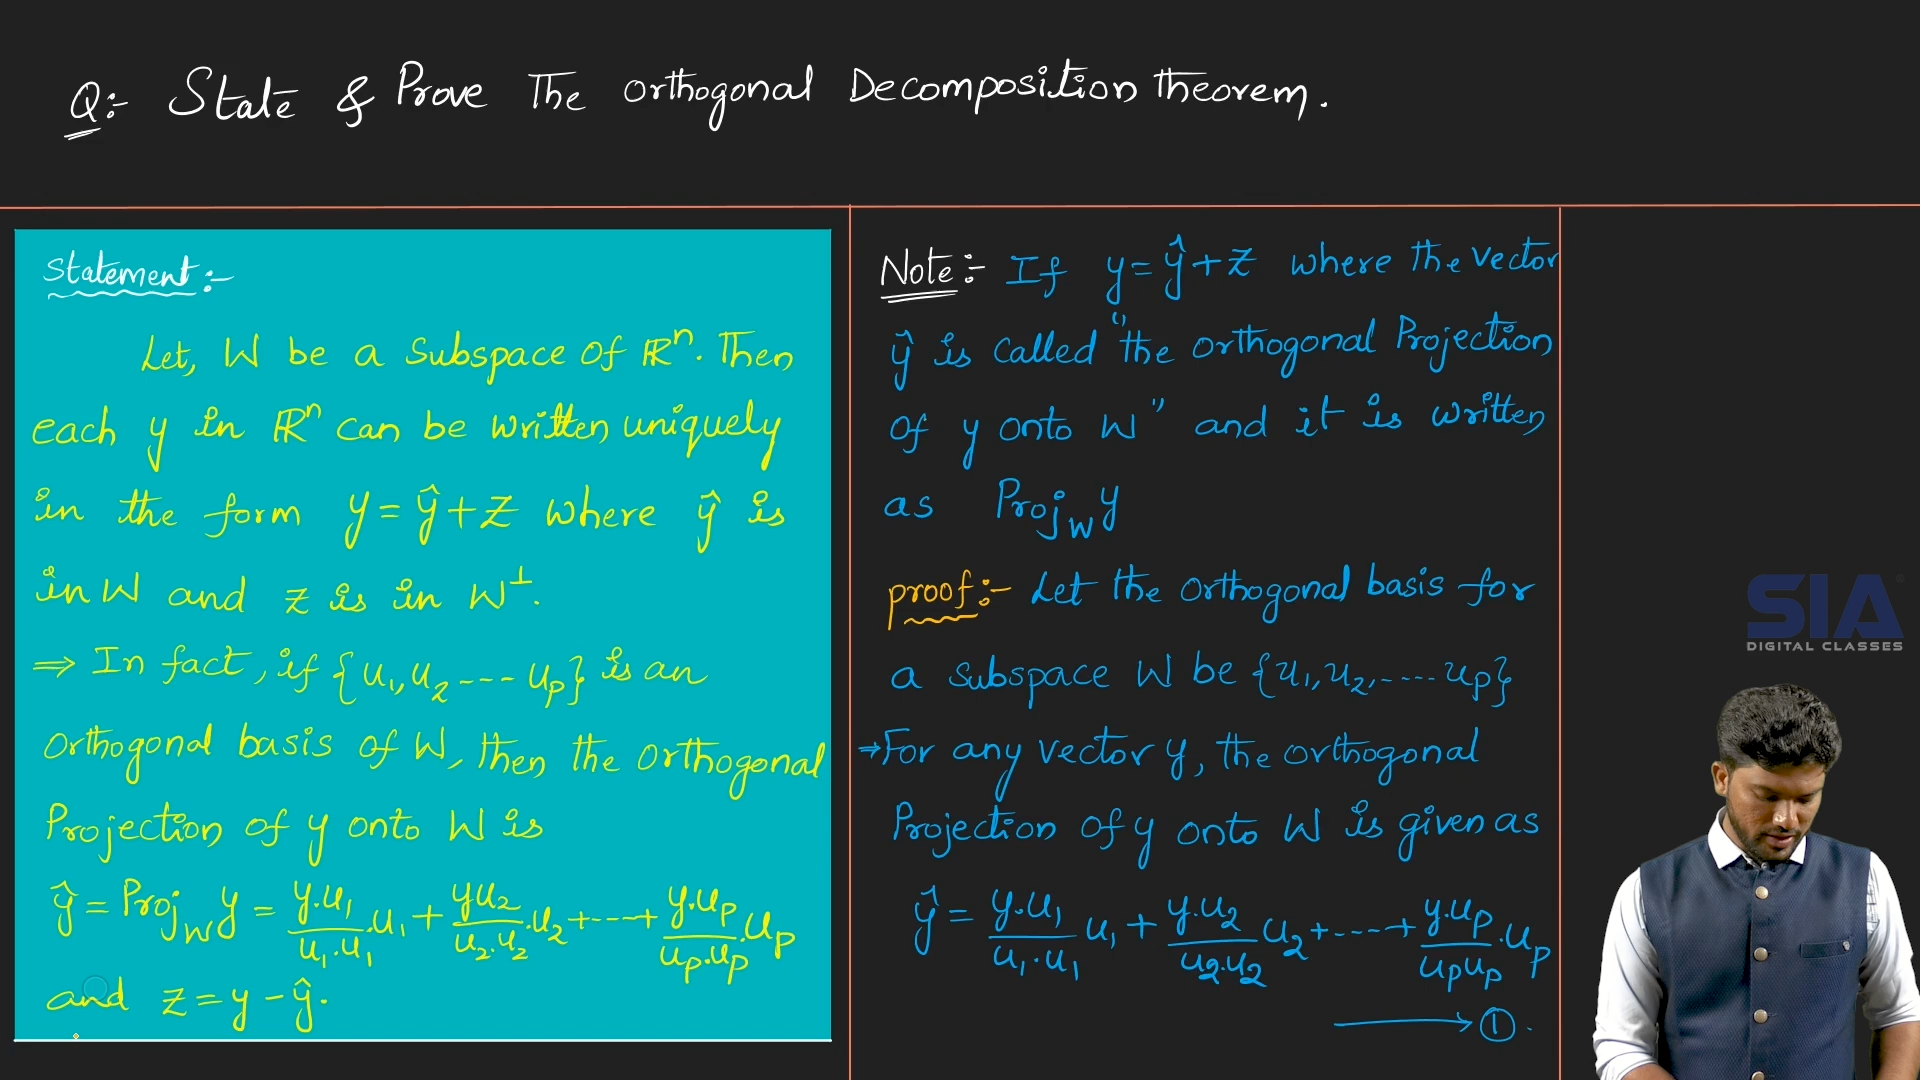 Q:- State & Prove The Orthogonal Decomposition Theorem.
Statement:-
Let, W be a Subspace of ℝⁿ. Then
each y in ℝⁿ can be written uniquely
in the form y = ŷ + z where ŷ is
in W and z is in W⊥.
⇒ In fact, if {u₁, u₂ --- uₚ} is an
Orthogonal basis of W, then the Orthogonal
Projection of y onto W is
ŷ = Proj_W y = y.u₁/u₁.u₁ .u₁ + yu₂/u₂.u₂ .u₂ + ---- + y.uₚ/uₚ.uₚ .uₚ
and z = y - ŷ.
Note:- If y = ŷ + z where the vector
ŷ is called "the orthogonal Projection
of y onto W" and it is written
as Proj_W y
proof:- Let the Orthogonal basis for
a subspace W be {u₁, u₂, ---- uₚ}
→ For any vector y, the orthogonal
Projection of y onto W is given as
ŷ = y.u₁/u₁.u₁ u₁ + y.u₂/u₂.u₂ u₂ + ---- + y.uₚ/uₚuₚ .uₚ
→ ①.
SIA
DIGITAL CLASSES